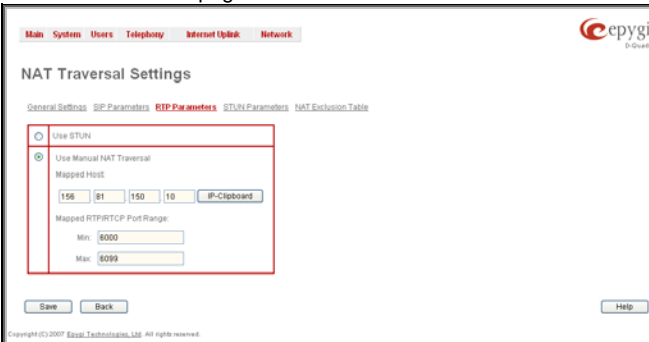 Main System Users Telephony Internet Uplink Network
epygi
NAT Traversal Settings
General Settings SIP Parameters RTP Parameters STUN Parameters NAT Exclusion Table
Use STUN
Use Manual NAT Traversal
Mapped Host:
156 81 150 10 IP-Clipboard
Mapped RTP/RTCP Port Range:
Min: 6000
Max: 6099
Save Back Help
Copyright (C) 2007 Epygi Technologies, Ltd. All rights reserved.